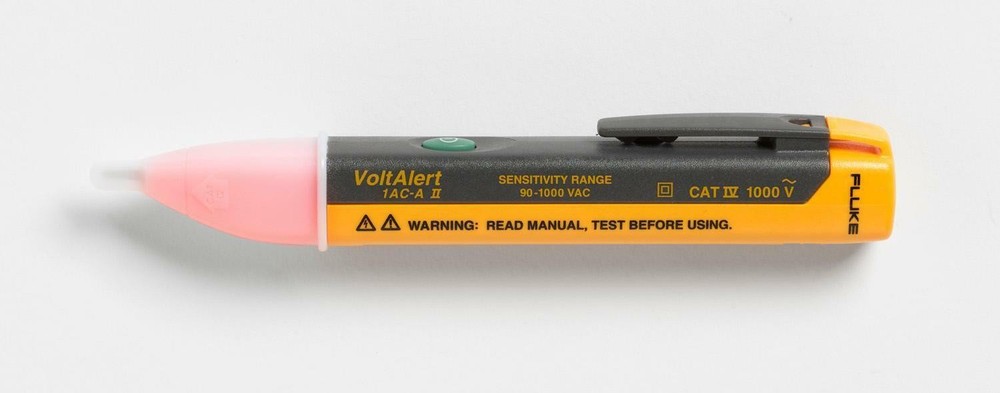 VoltAlert
1AC-A II
SENSITIVITY RANGE
90-1000 VAC
CAT IV 1000 V
WARNING: READ MANUAL, TEST BEFORE USING.
FLUKE